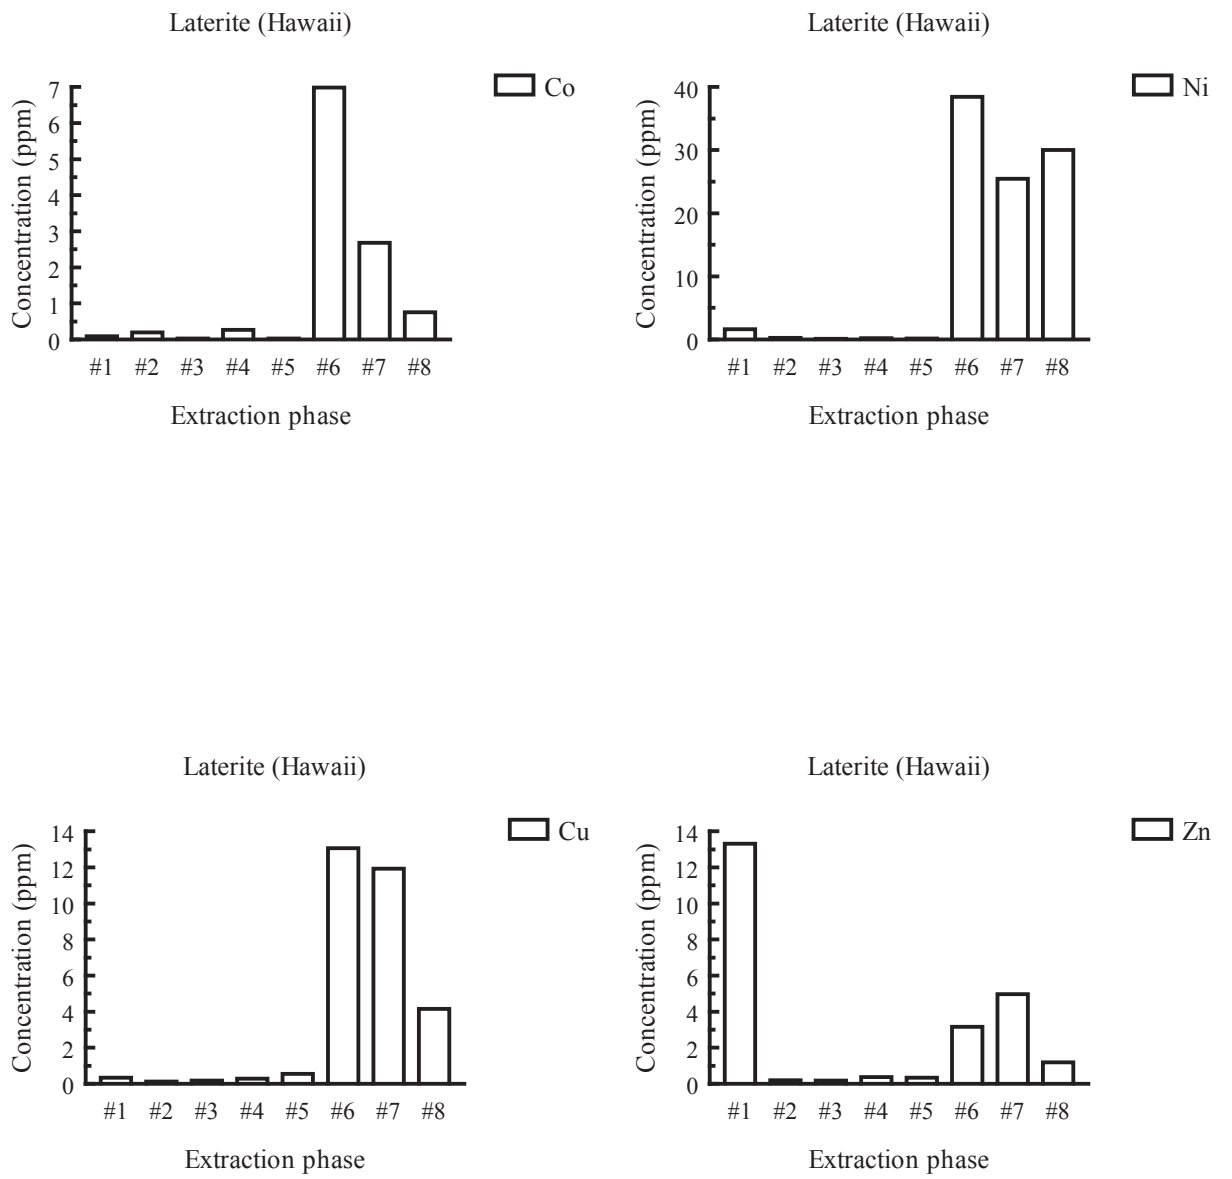 Laterite (Hawaii)
Co
Concentration (ppm)
7
6
5
4
3
2
1
0
#1 #2 #3 #4 #5 #6 #7 #8
Extraction phase
Laterite (Hawaii)
Ni
Concentration (ppm)
40
30
20
10
0
#1 #2 #3 #4 #5 #6 #7 #8
Extraction phase
Laterite (Hawaii)
Cu
Concentration (ppm)
14
12
10
8
6
4
2
0
#1 #2 #3 #4 #5 #6 #7 #8
Extraction phase
Laterite (Hawaii)
Zn
Concentration (ppm)
14
12
10
8
6
4
2
0
#1 #2 #3 #4 #5 #6 #7 #8
Extraction phase